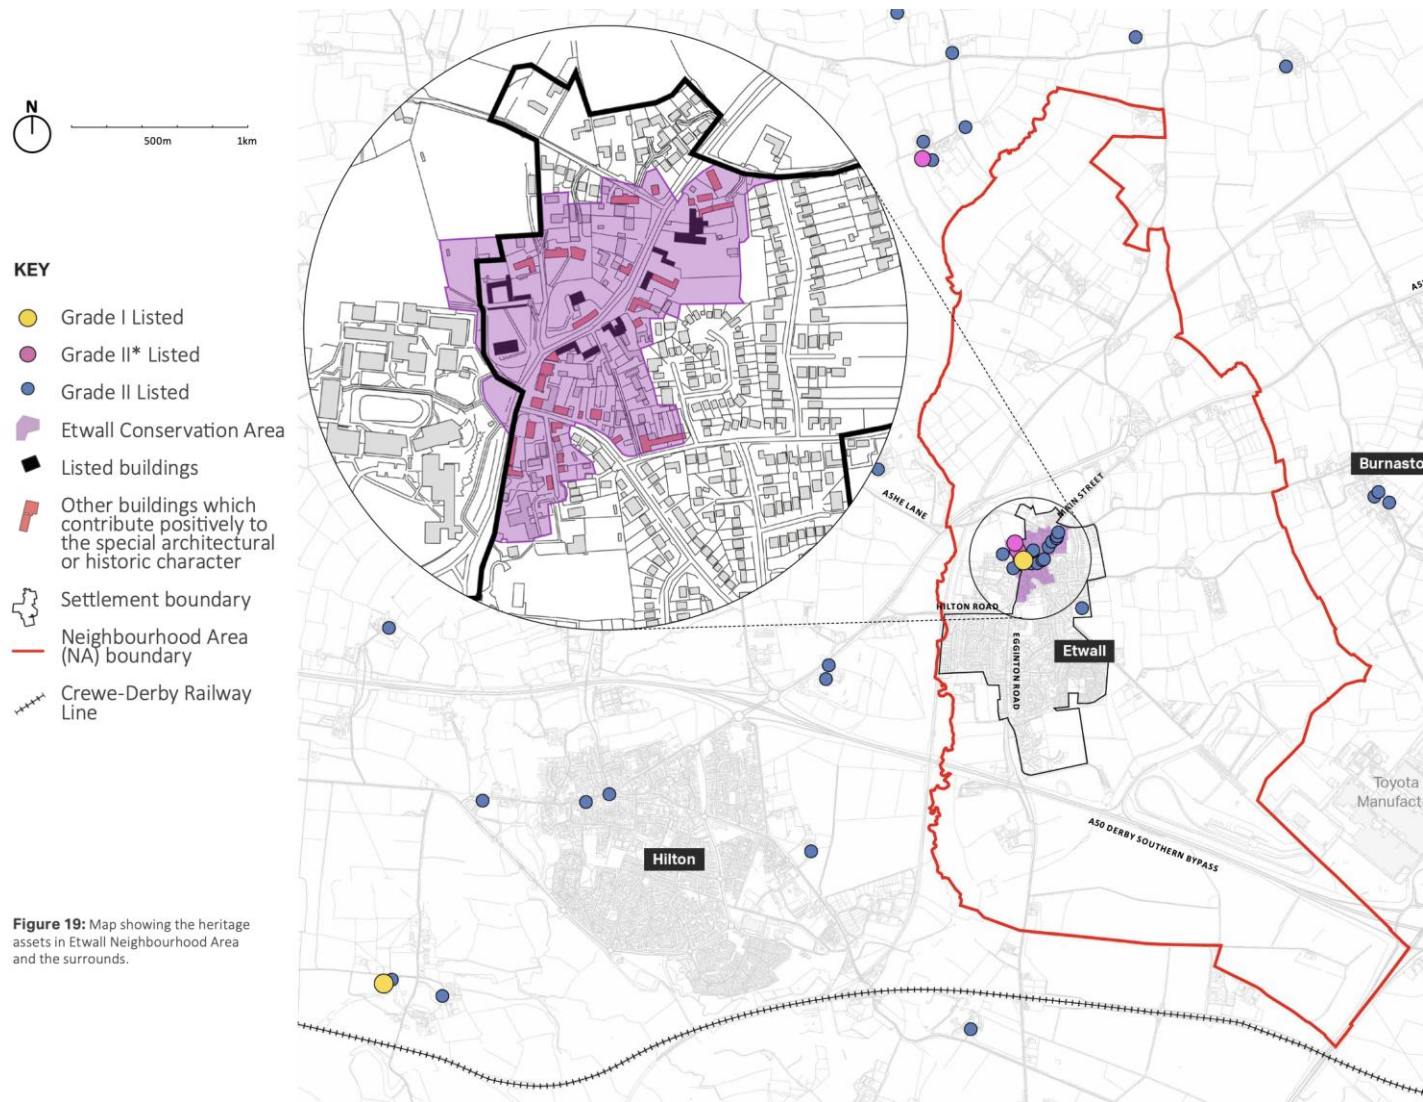 N
500m
1km
KEY
Grade I Listed
Grade II* Listed
Grade II Listed
Etwall Conservation Area
Listed buildings
Other buildings which
contribute positively to
the special architectural
or historic character
Settlement boundary
Neighbourhood Area
(NA) boundary
Crewe-Derby Railway
Line
Figure 19: Map showing the heritage
assets in Etwall Neighbourhood Area
and the surrounds.
A5
Burnasto
ASHE LANE
MAIN STREET
HILTON ROAD
EGGINTON ROAD
Etwall
Toyota
Manufact
A50 DERBY SOUTHERN BYPASS
Hilton